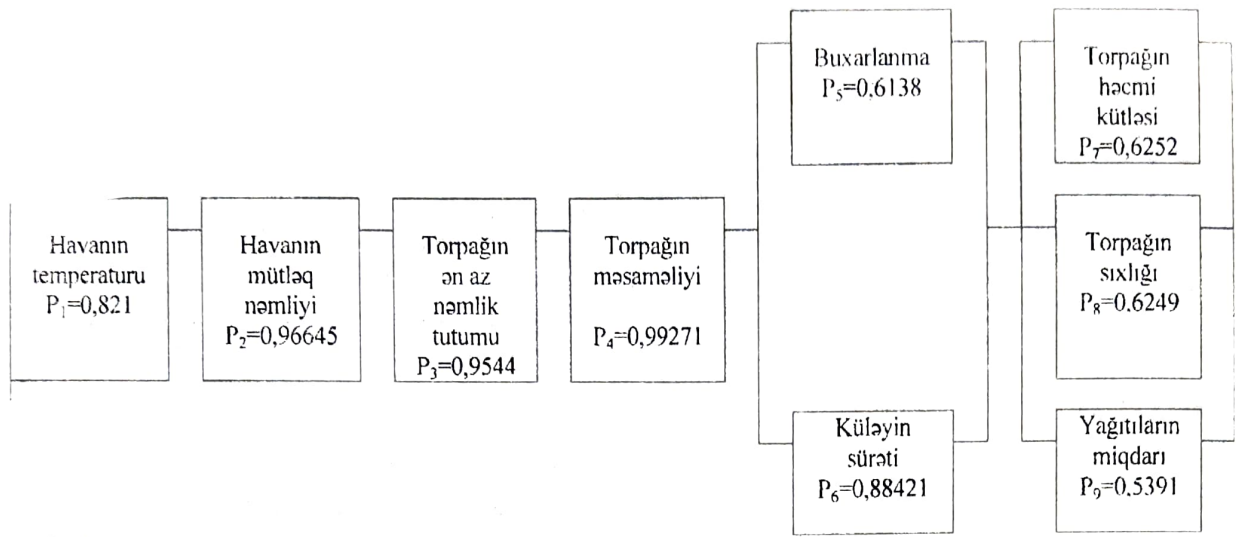 Havanın
temperaturu
P₁=0,821
Havanın
mütləq
nəmliyi
P₂=0,96645
Torpağın
ən az
nəmlik
tutumu
P₃=0,9544
Torpağın
məsaməliyi
P₄=0,99271
Buxarlanma
P₅=0,6138
Küləyin
sürəti
P₆=0,88421
Torpağın
həcmi
kütləsi
P₇=0,6252
Torpağın
sıxlığı
P₈=0.6249
Yağıtıların
miqdarı
P₉=0.5391